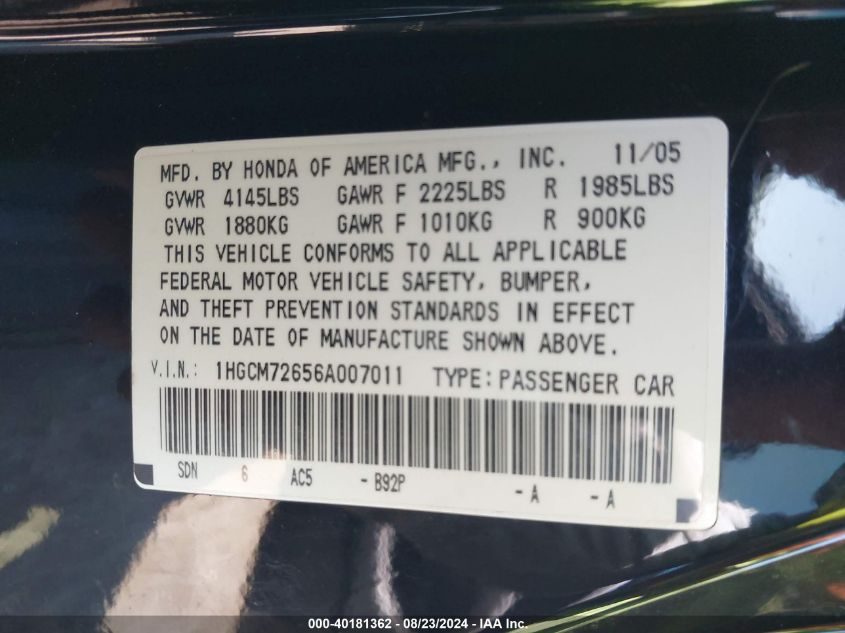 MFD. BY HONDA OF AMERICA MFG., INC. 11/05
GVWR 4145LBS GAWR F 2225LBS R 1985LBS
GVWR 1880KG GAWR F 1010KG R 900KG
THIS VEHICLE CONFORMS TO ALL APPLICABLE
FEDERAL MOTOR VEHICLE SAFETY, BUMPER,
AND THEFT PREVENTION STANDARDS IN EFFECT
ON THE DATE OF MANUFACTURE SHOWN ABOVE.
V.I.N.: 1HGCM72656A007011 TYPE:PASSENGER CAR
SDN 6 AC5 -B92P -A -A
000-40181362 - 08/23/2024 - IAA Inc.